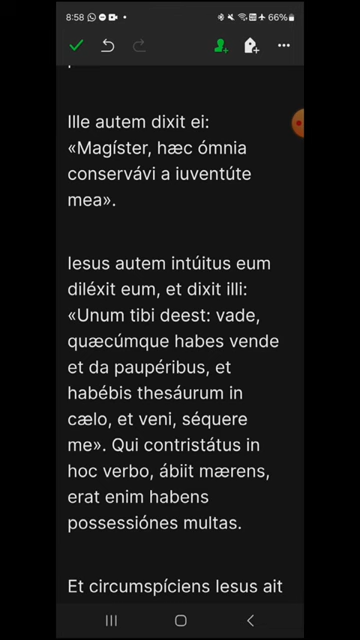 8:58
66%
Ille autem dixit ei:
«Magíster, hæc ómnia
conservávi a iuventúte
mea».
Iesus autem intúitus eum
diléxit eum, et dixit illi:
«Unum tibi deest: vade,
quæcúmque habes vende
et da paupéribus, et
habébis thesáurum in
cælo, et veni, séquere
me». Qui contristátus in
hoc verbo, ábiit mærens,
erat enim habens
possessiónes multas.
Et circumspíciens Iesus ait